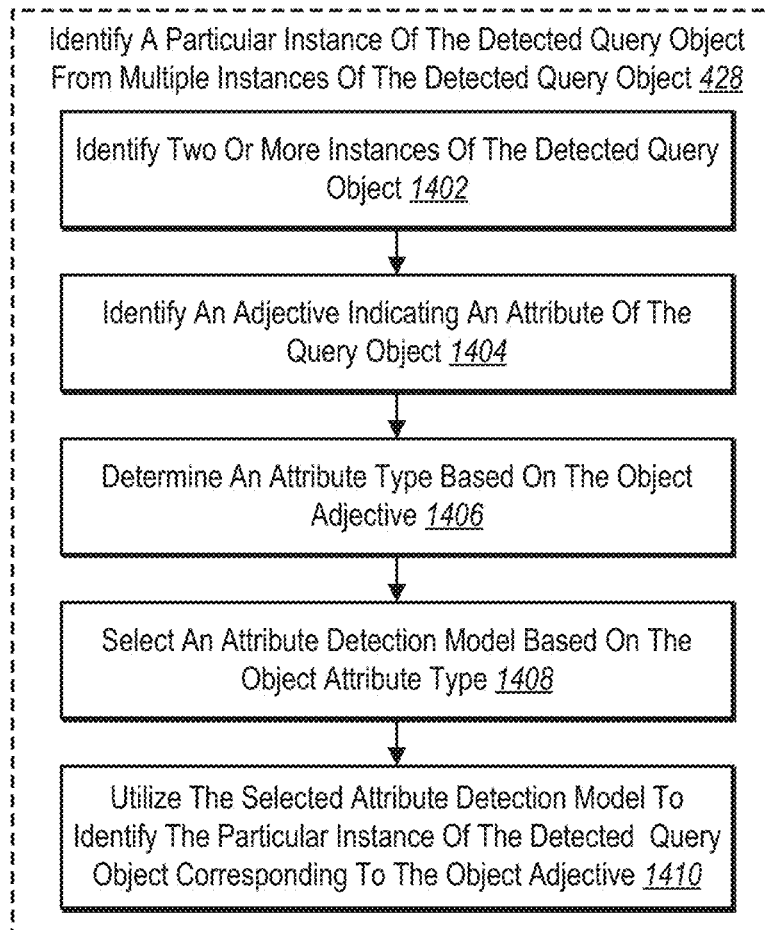 Identify A Particular Instance Of The Detected Query Object
From Multiple Instances Of The Detected Query Object 428
Identify Two Or More Instances Of The Detected Query
Object 1402
Identify An Adjective Indicating An Attribute Of The
Query Object 1404
Determine An Attribute Type Based On The Object
Adjective 1406
Select An Attribute Detection Model Based On The
Object Attribute Type 1408
Utilize The Selected Attribute Detection Model To
Identify The Particular Instance Of The Detected Query
Object Corresponding To The Object Adjective 1410